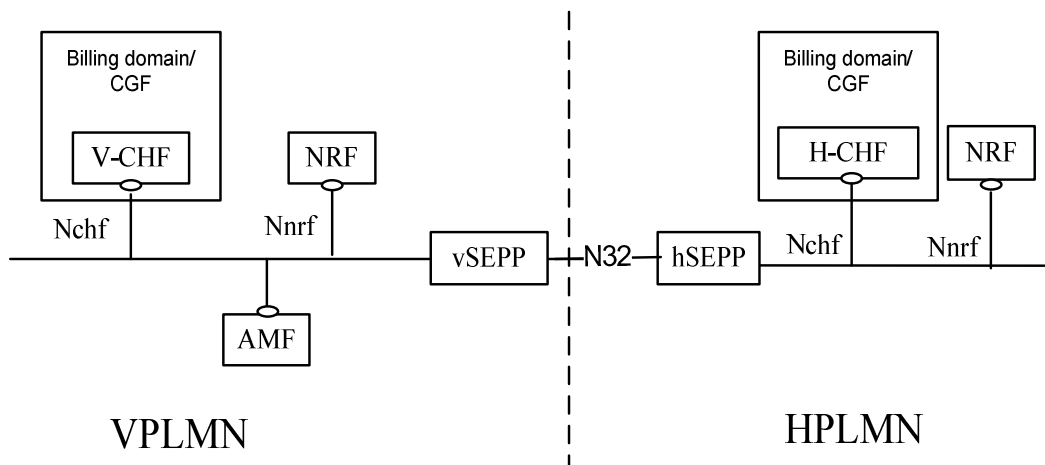 Billing domain/
CGF
V-CHF
NRF
Nchf
Nnrf
vSEPP
AMF
VPLMN
N32
Billing domain/
CGF
H-CHF
NRF
hSEPP
Nchf
Nnrf
HPLMN